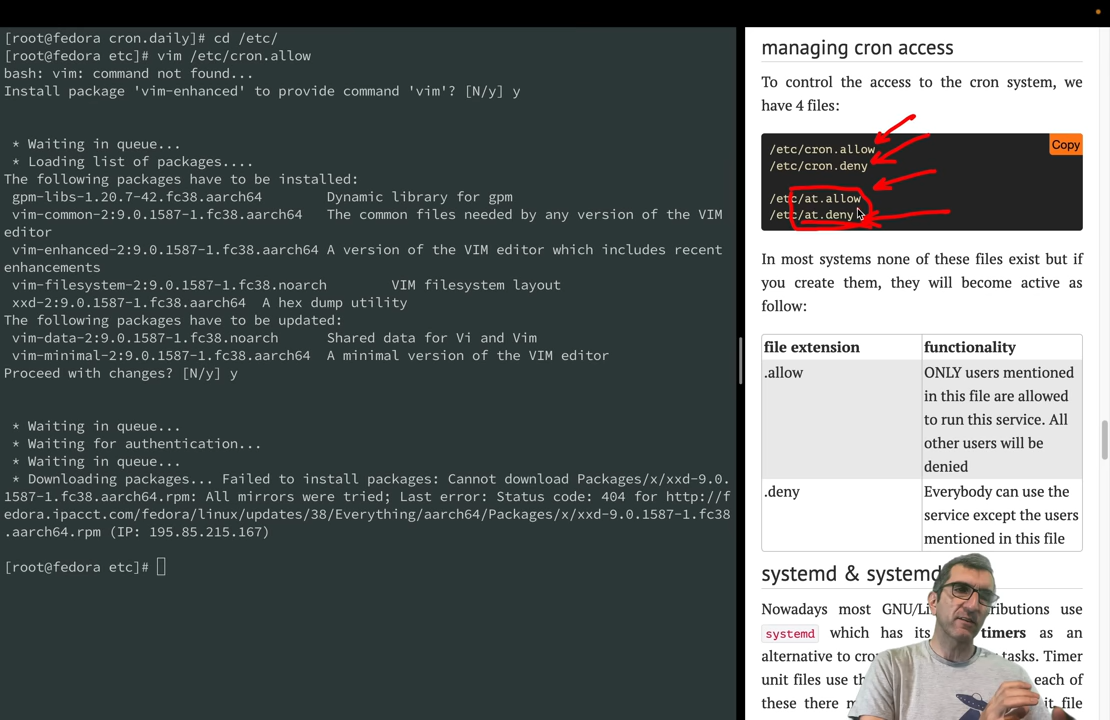 [root@fedora cron.daily]# cd /etc/
[root@fedora etc]# vim /etc/cron.allow
bash: vim: command not found...
Install package 'vim-enhanced' to provide command 'vim'? [N/y] y
* Waiting in queue...
* Loading list of packages....
The following packages have to be installed:
gpm-libs-1.20.7-42.fc38.aarch64 Dynamic library for gpm
vim-common-2:9.0.1587-1.fc38.aarch64 The common files needed by any version of the VIM
editor
vim-enhanced-2:9.0.1587-1.fc38.aarch64 A version of the VIM editor which includes recent
enhancements
vim-filesystem-2:9.0.1587-1.fc38.noarch VIM filesystem layout
xxd-2:9.0.1587-1.fc38.aarch64 A hex dump utility
The following packages have to be updated:
vim-data-2:9.0.1587-1.fc38.noarch Shared data for Vi and Vim
vim-minimal-2:9.0.1587-1.fc38.aarch64 A minimal version of the VIM editor
Proceed with changes? [N/y] y
* Waiting in queue...
* Waiting for authentication...
* Waiting in queue...
* Downloading packages... Failed to install packages: Cannot download Packages/x/xxd-9.0.
1587-1.fc38.aarch64.rpm: All mirrors were tried; Last error: Status code: 404 for http://f
edora.ipacct.com/fedora/linux/updates/38/Everything/aarch64/Packages/x/xxd-9.0.1587-1.fc38
.aarch64.rpm (IP: 195.85.215.167)
[root@fedora etc]#
managing cron access
To control the access to the cron system, we
have 4 files:
Copy
/etc/cron.allow
/etc/cron.deny
/etc/at.allow
/etc/at.deny
In most systems none of these files exist but if
you create them, they will become active as
follow:
file extension functionality
.allow ONLY users mentioned
in this file are allowed
to run this service. All
other users will be
denied
.deny Everybody can use the
service except the users
mentioned in this file
systemd & systemd
Nowadays most GNU/Li ributions use
systemd which has its timers as an
alternative to cro tasks. Timer
unit files use th each of
these there m it file